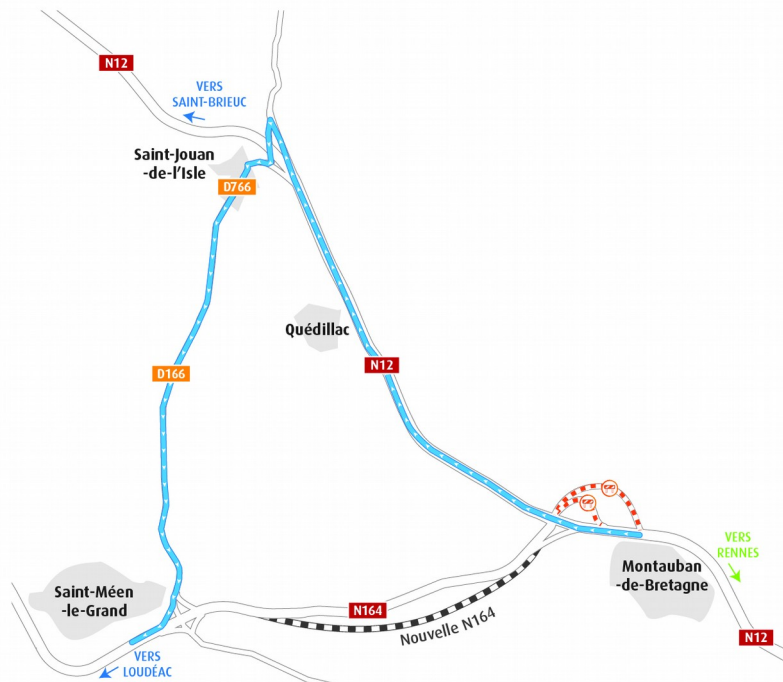 N12
VERS
SAINT-BRIEUC
Saint-Jouan
-de-l'Isle
D766
Quédillac
N12
D166
VERS
RENNES
Montauban
-de-Bretagne
Saint-Méen
-le-Grand
N164
Nouvelle N164
N12
VERS
LOUDÉAC